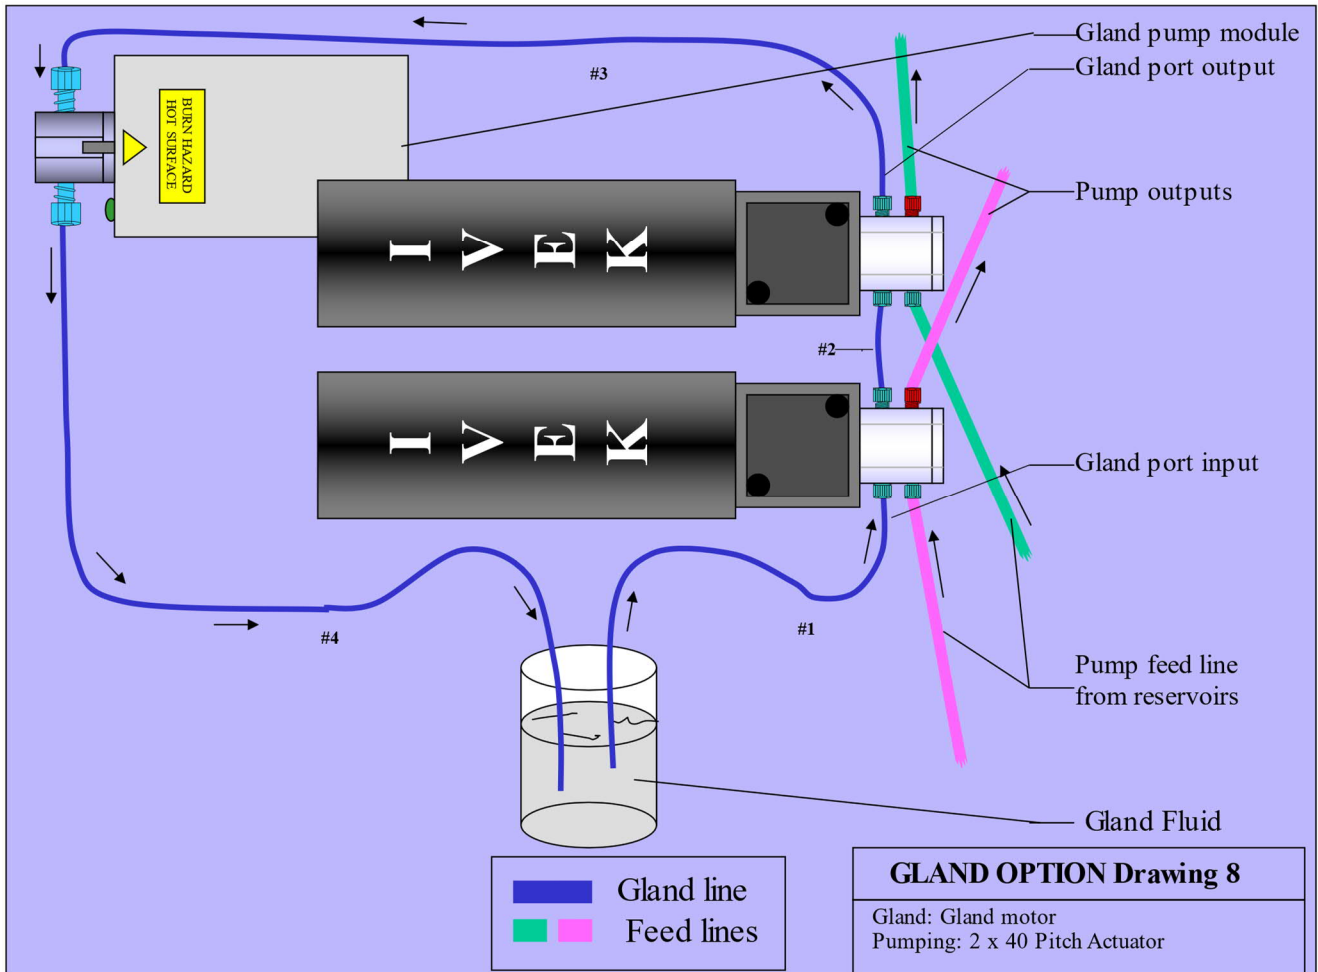 Gland pump module
#3
Gland port output
BURN HAZARD
HOT SURFACE
Pump outputs
I V E K
#2
I V E K
Gland port input
#4
#1
Pump feed line
from reservoirs
Gland Fluid
Gland line
Feed lines
GLAND OPTION Drawing 8
Gland: Gland motor
Pumping: 2 x 40 Pitch Actuator